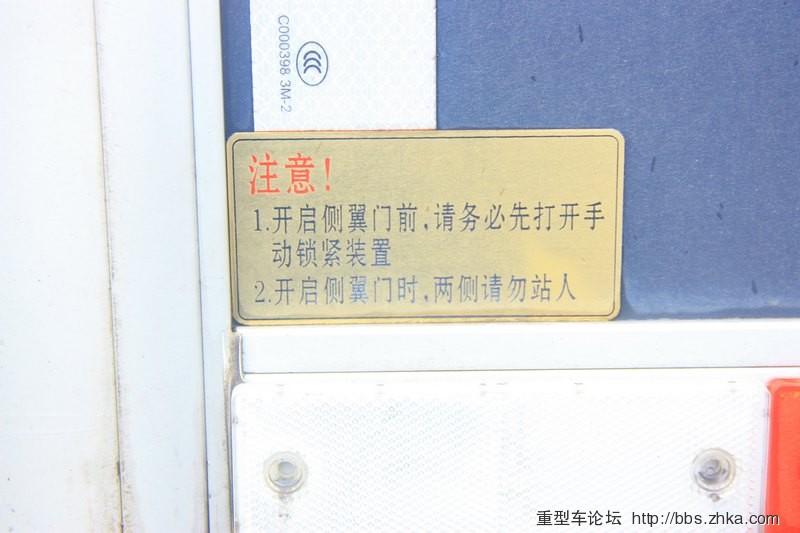 C000398 3M-2
注意!
1.开启侧翼门前,请务必先打开手
动锁紧装置
2.开启侧翼门时,两侧请勿站人
重型车论坛 http://bbs.zhka.com